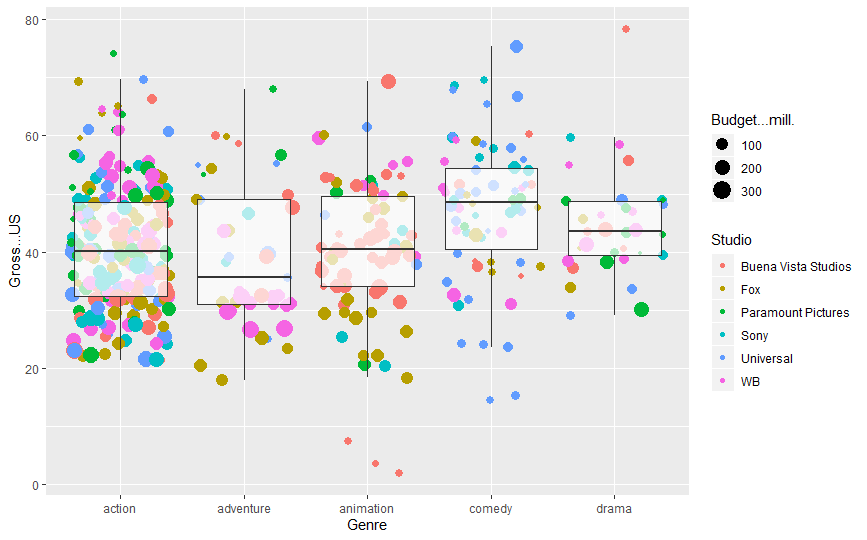 80
60
40
20
0
Gross...US
action adventure animation comedy drama
Genre
Budget...mill.
100
200
300
Studio
Buena Vista Studios
Fox
Paramount Pictures
Sony
Universal
WB